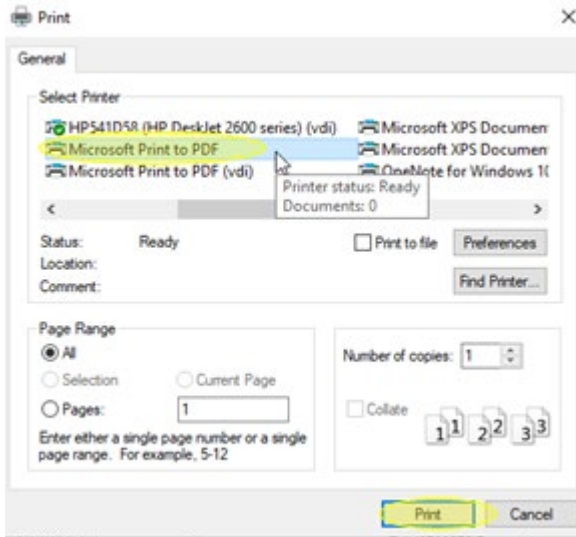 Print
General
Select Printer
HP541D58 (HP DeskJet 2600 series) (vdi)
Microsoft XPS Documen
Microsoft Print to PDF
Microsoft XPS Documen
Microsoft Print to PDF (vdi)
OneNote for Windows 10
Printer status: Ready
Documents: 0
Status: Ready
Print to file
Preferences
Location:
Comment:
Find Printer...
Page Range
All
Selection
Current Page
Pages: 1
Enter either a single page number or a single
page range. For example, 5-12
Number of copies: 1
Collate
1 1 2 2 3 3
Print
Cancel